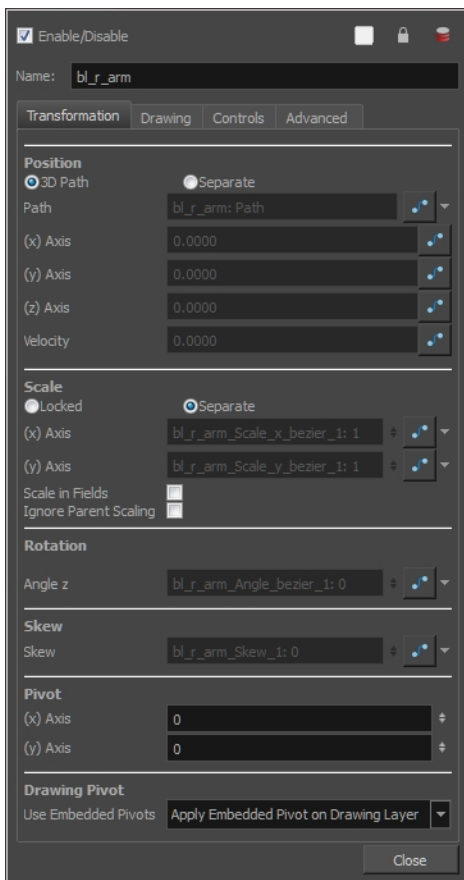 Enable/Disable
Name: bl_r_arm
Transformation Drawing Controls Advanced
Position
3D Path Separate
Path bl_r_arm: Path
(x) Axis 0.0000
(y) Axis 0.0000
(z) Axis 0.0000
Velocity 0.0000
Scale
Locked Separate
(x) Axis bl_r_arm_Scale_x_bezier_1: 1
(y) Axis bl_r_arm_Scale_y_bezier_1: 1
Scale in Fields
Ignore Parent Scaling
Rotation
Angle z bl_r_arm_Angle_bezier_1: 0
Skew
Skew bl_r_arm_Skew_1: 0
Pivot
(x) Axis 0
(y) Axis 0
Drawing Pivot
Use Embedded Pivots Apply Embedded Pivot on Drawing Layer
Close